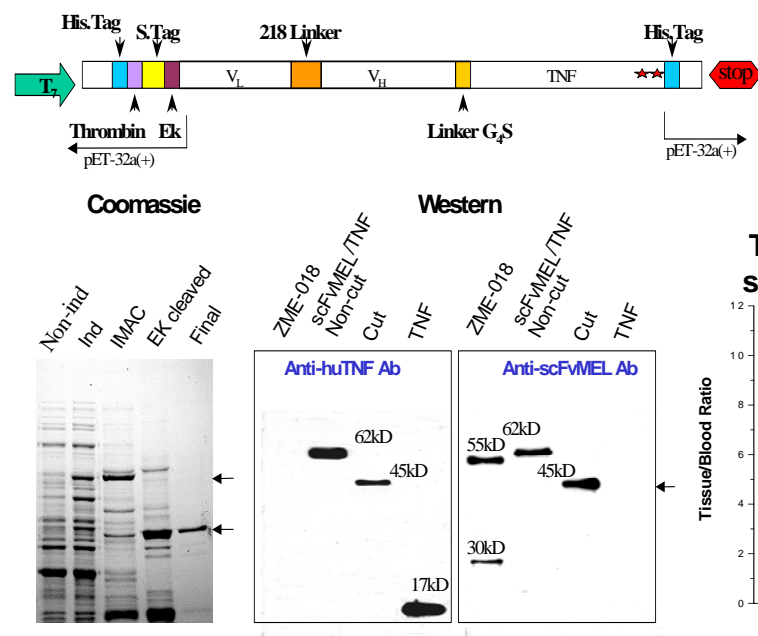 His.Tag
S.Tag
218 Linker
His.Tag
T7
VL
VH
TNF
stop
Thrombin
Ek
Linker G4S
pET-32a(+)
pET-32a(+)
Coomassie
Western
Non-ind
Ind
IMAC
EK cleaved
Final
ZME-018
scFvMEL/TNF
Non-cut
Cut
TNF
ZME-018
scFvMEL/TNF
Non-cut
Cut
TNF
Anti-huTNF Ab
Anti-scFvMEL Ab
62kD
45kD
17kD
55kD
62kD
45kD
30kD
T
s
Tissue/Blood Ratio
12
10
8
6
4
2
0